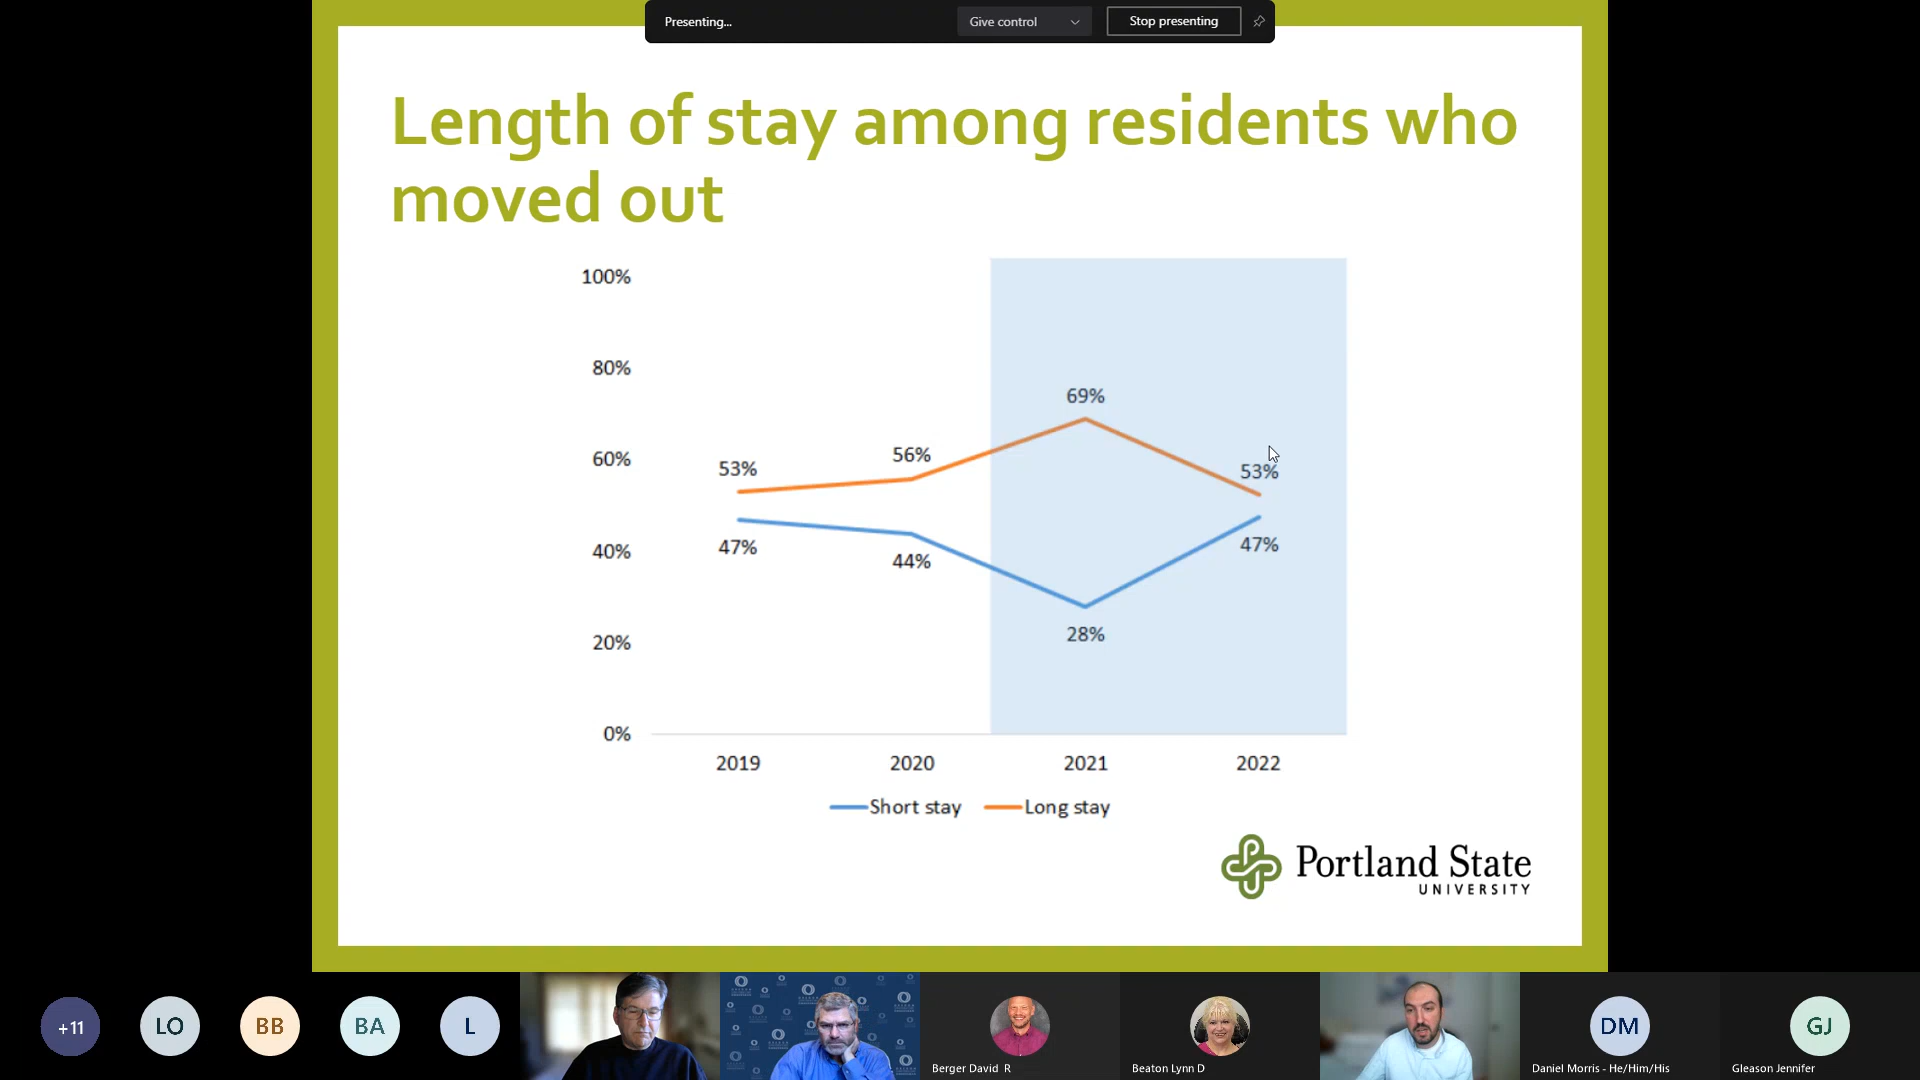 Presenting...
Give control
Stop presenting
Length of stay among residents who
moved out
100%
80%
60%
40%
20%
0%
53%
56%
69%
53%
47%
44%
28%
47%
2019
2020
2021
2022
Short stay
Long stay
Portland State
UNIVERSITY
+11
LO
BB
BA
L
Berger David R
Beaton Lynn D
DM
Daniel Morris - He/Him/His
GJ
Gleason Jennifer